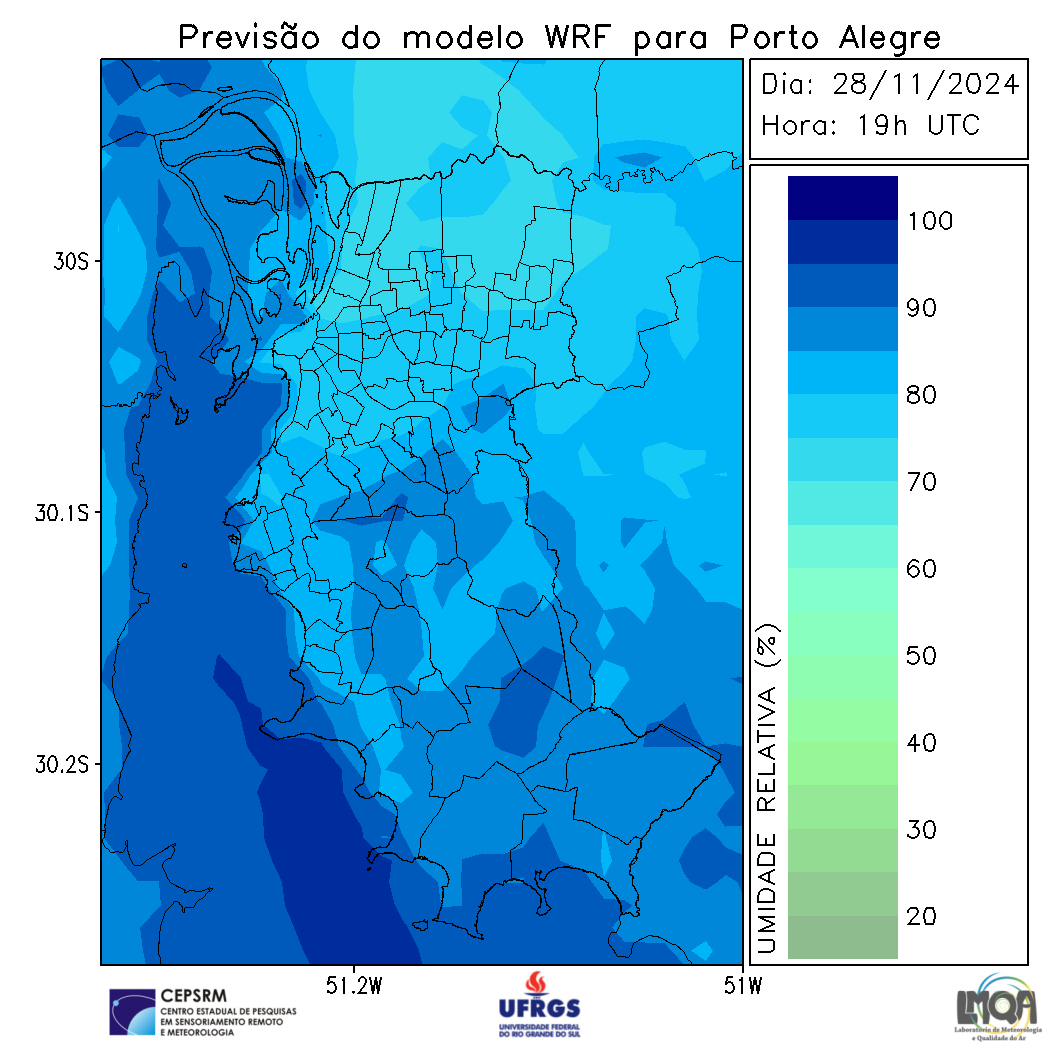 Previsão do modelo WRF para Porto Alegre
Dia: 28/11/2024
Hora: 19h UTC
100
90
80
70
60
50
40
30
20
UMIDADE RELATIVA (%)
30S
30.1S
30.2S
51.2W
51W
CEPSRM
CENTRO ESTADUAL DE PESQUISAS
EM SENSORIAMENTO REMOTO
E METEOROLOGIA
UFRGS
UNIVERSIDADE FEDERAL
DO RIO GRANDE DO SUL
LMQA
Laboratório de Meteorologia
e Qualidade do Ar